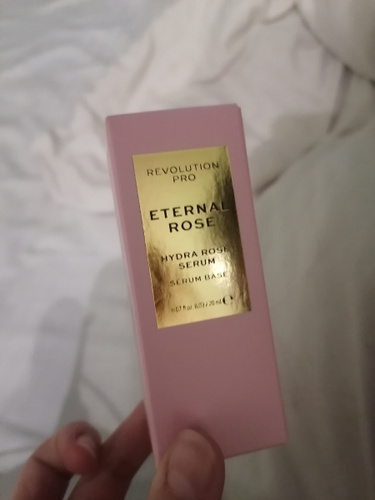 REVOLUTION
PRO
ETERNAL
ROSE
HYDRA ROSE
SERUM
SÉRUM BASE